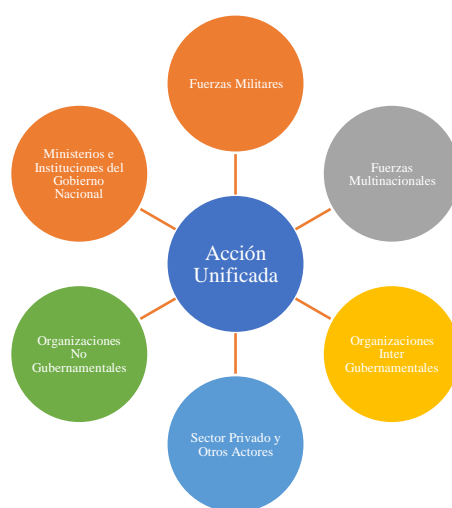 Fuerzas Militares
Ministerios e
Instituciones del
Gobierno
Nacional
Fuerzas
Multinacionales
Acción
Unificada
Organizaciones
No
Gubernamentales
Organizaciones
Inter
Gubernamentales
Sector Privado y
Otros Actores